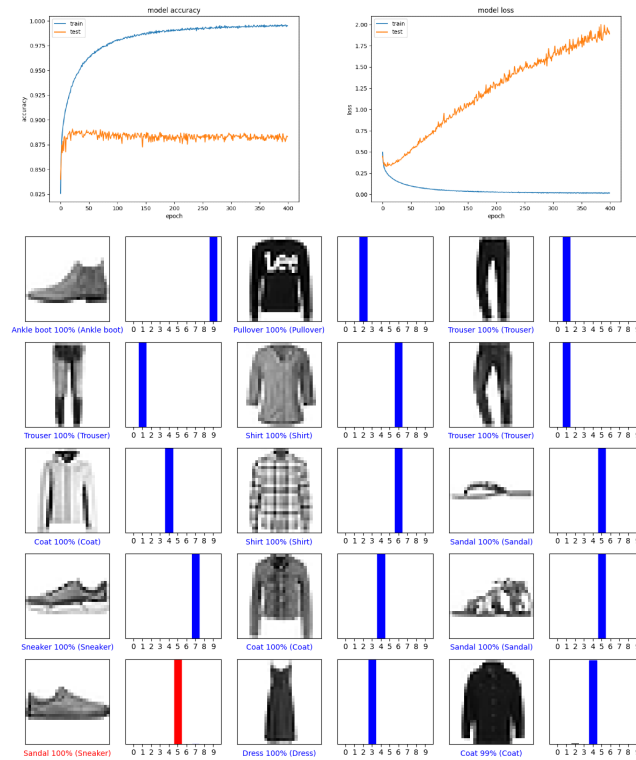 model accuracy
train
test
1.000
0.975
0.950
0.925
0.900
0.875
0.850
0.825
accuracy
0 50 100 150 200 250 300 350 400
epoch
model loss
train
test
2.00
1.75
1.50
1.25
1.00
0.75
0.50
0.25
0.00
loss
0 50 100 150 200 250 300 350 400
epoch
Lee
0 1 2 3 4 5 6 7 8 9 0 1 2 3 4 5 6 7 8 9 0 1 2 3 4 5 6 7 8
Ankle boot 100% (Ankle boot) Pullover 100% (Pullover) Trouser 100% (Trouser)
0 1 2 3 4 5 6 7 8 9 0 1 2 3 4 5 6 7 8 9 0 1 2 3 4 5 6 7 8
Trouser 100% (Trouser) Shirt 100% (Shirt) Trouser 100% (Trouser)
0 1 2 3 4 5 6 7 8 9 0 1 2 3 4 5 6 7 8 9 0 1 2 3 4 5 6 7 8
Coat 100% (Coat) Shirt 100% (Shirt) Sandal 100% (Sandal)
0 1 2 3 4 5 6 7 8 9 0 1 2 3 4 5 6 7 8 9 0 1 2 3 4 5 6 7 8
Sneaker 100% (Sneaker) Coat 100% (Coat) Sandal 100% (Sandal)
0 1 2 3 4 5 6 7 8 9 0 1 2 3 4 5 6 7 8 9 0 1 2 3 4 5 6 7 8
Sandal 100% (Sneaker) Dress 100% (Dress) Coat 99% (Coat)